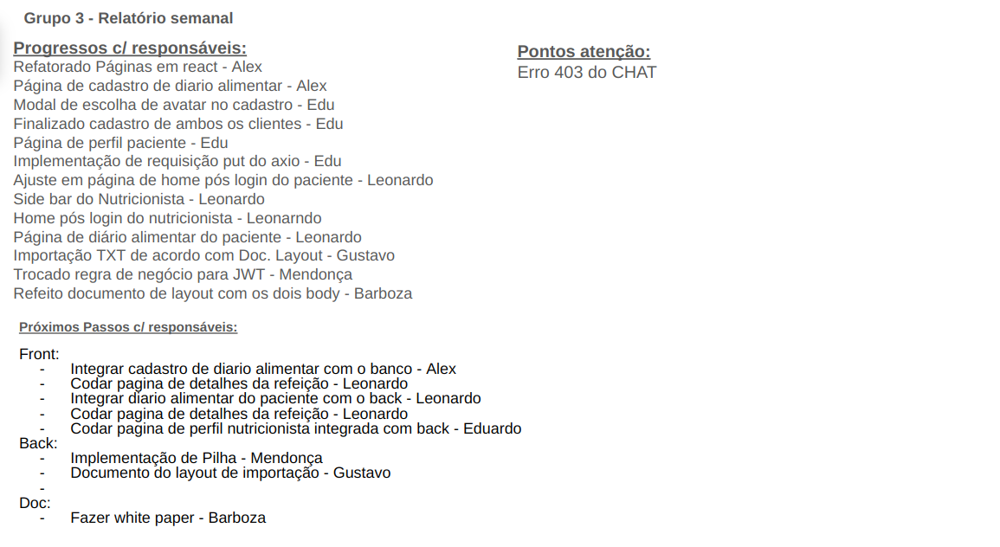 Grupo 3 - Relatório semanal
Progressos c/ responsáveis:
Refatorado Páginas em react - Alex
Página de cadastro de diario alimentar - Alex
Modal de escolha de avatar no cadastro - Edu
Finalizado cadastro de ambos os clientes - Edu
Página de perfil paciente - Edu
Implementação de requisição put do axio - Edu
Ajuste em página de home pós login do paciente - Leonardo
Side bar do Nutricionista - Leonardo
Home pós login do nutricionista - Leonarndo
Página de diário alimentar do paciente - Leonardo
Importação TXT de acordo com Doc. Layout - Gustavo
Trocado regra de negócio para JWT - Mendonça
Refeito documento de layout com os dois body - Barboza
Pontos atenção:
Erro 403 do CHAT
Próximos Passos c/ responsáveis:
Front:
- Integrar cadastro de diario alimentar com o banco - Alex
- Codar pagina de detalhes da refeição - Leonardo
- Integrar diario alimentar do paciente com o back - Leonardo
- Codar pagina de detalhes da refeição - Leonardo
- Codar pagina de perfil nutricionista integrada com back - Eduardo
Back:
- Implementação de Pilha - Mendonça
- Documento do layout de importação - Gustavo
-
Doc:
- Fazer white paper - Barboza